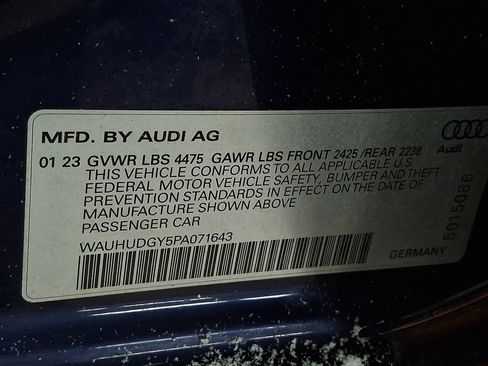 MFD. BY AUDI AG
01 23 GVWR LBS 4475 GAWR LBS FRONT 2425 /REAR 2238
THIS VEHICLE CONFORMS TO ALL APPLICABLE U.S.
FEDERAL MOTOR VEHICLE SAFETY, BUMPER AND THEFT
PREVENTION STANDARDS IN EFFECT ON THE DATE OF
MANUFACTURE SHOWN ABOVE
PASSENGER CAR
WAUHUDGY5PA071643
Audi
5015086
GERMANY